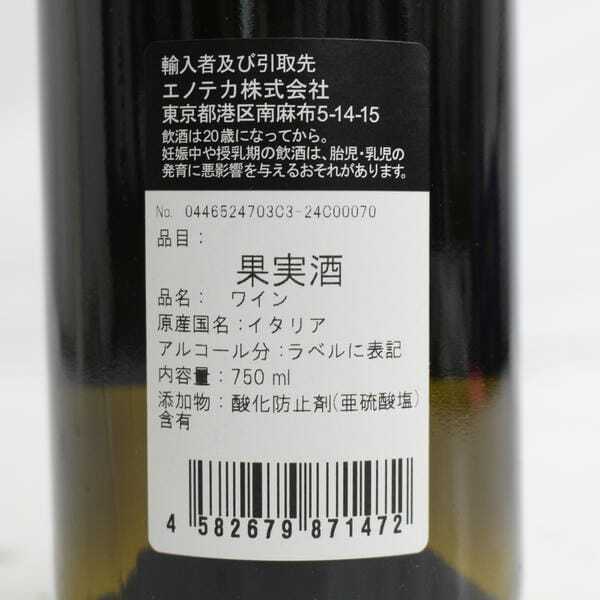 輸入者及び引取先
エノテカ株式会社
東京都港区南麻布5-14-15
飲酒は20歳になってから。
妊娠中や授乳期の飲酒は、胎児・乳児の
発育に悪影響を与えるおそれがあります。
No. 0446524703C3-24C00070
品目：
果実酒
品名： ワイン
原産国名：イタリア
アルコール分：ラベルに表記
内容量：750 ml
添加物：酸化防止剤(亜硫酸塩)
含有
4 582679 871472